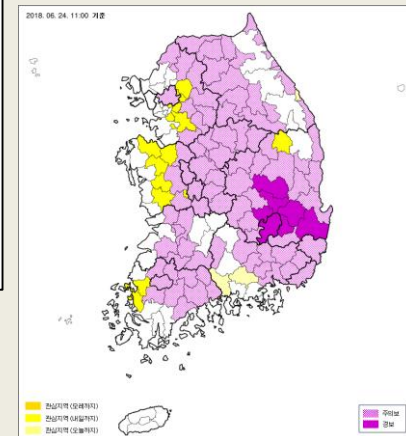 2018. 06. 24. 11:00 기준
관심지역 (모레까지)
관심지역 (내일까지)
관심지역 (오늘까지)
주의보
경보